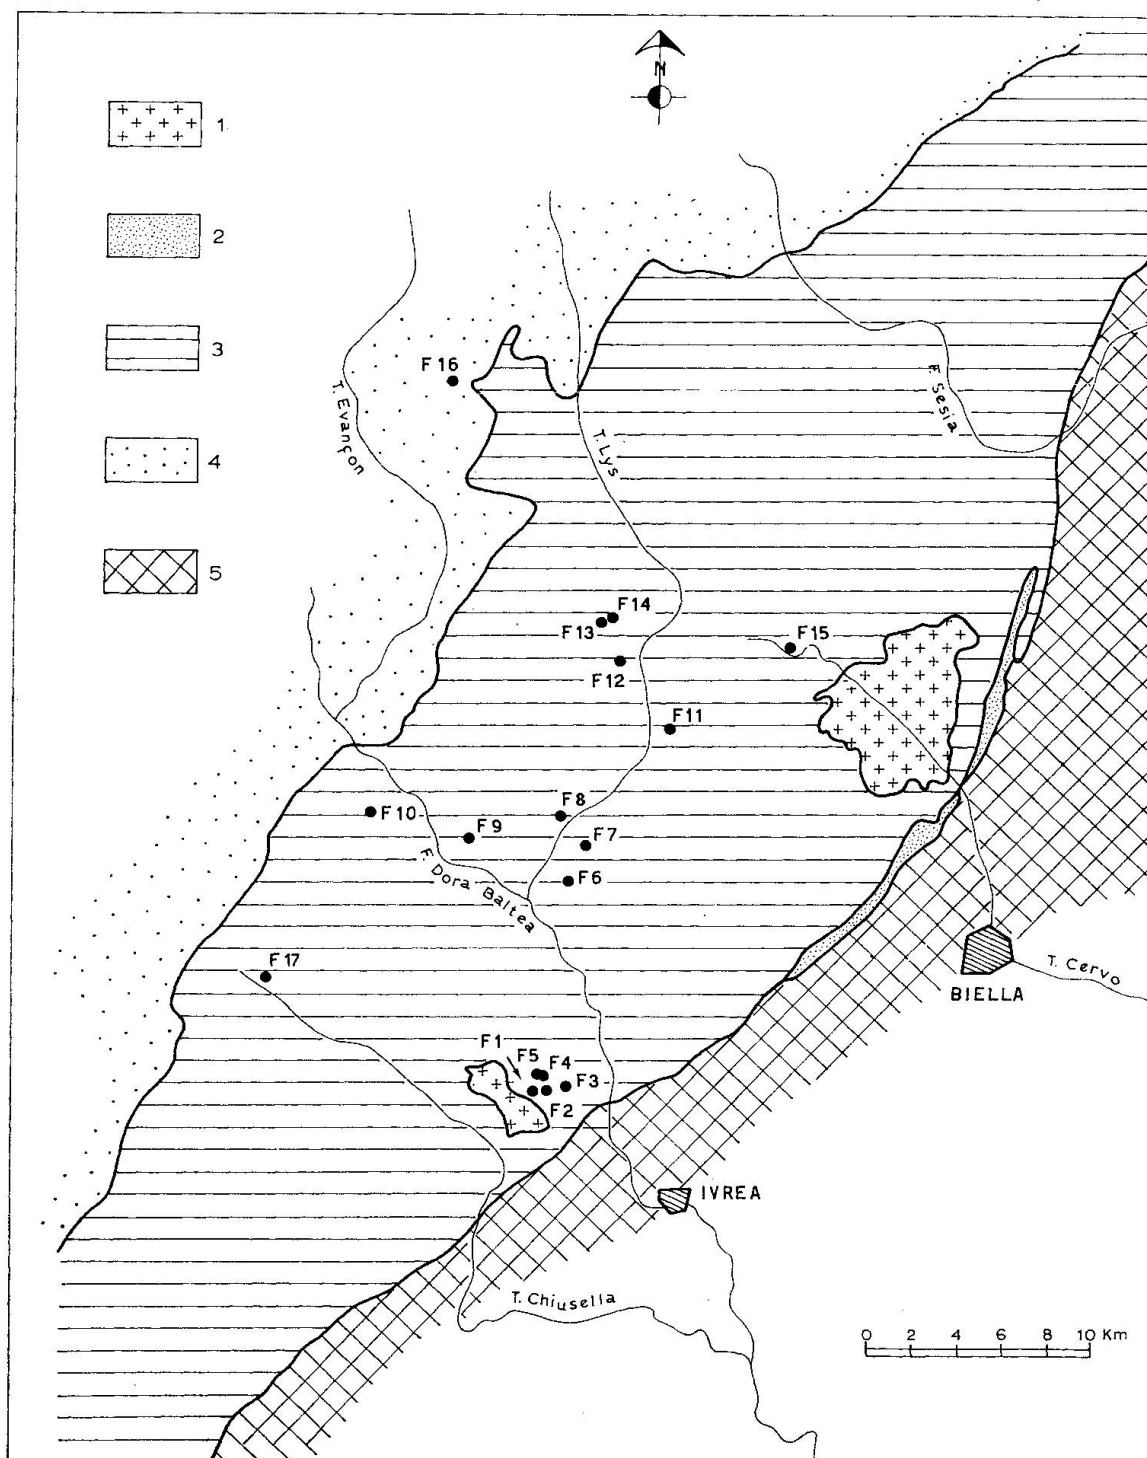 N
1
2
3
4
5
F 16
T. Evançon
T. Lys
F. Sesia
F14
F13
F12
F15
F11
F8
F10
F9
F7
F. Dora Baltea
F6
F 17
T. Cervo
BIELLA
F1
F5
F4
F3
F2
IVREA
T. Chiusella
0 2 4 6 8 10 Km